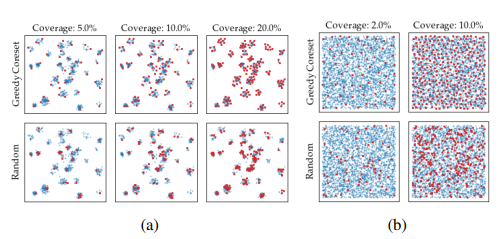 Coverage: 5.0% Coverage: 10.0% Coverage: 20.0%
Greedy Coreset
Random
(a)
Coverage: 2.0% Coverage: 10.0%
Greedy Coreset
Random
(b)